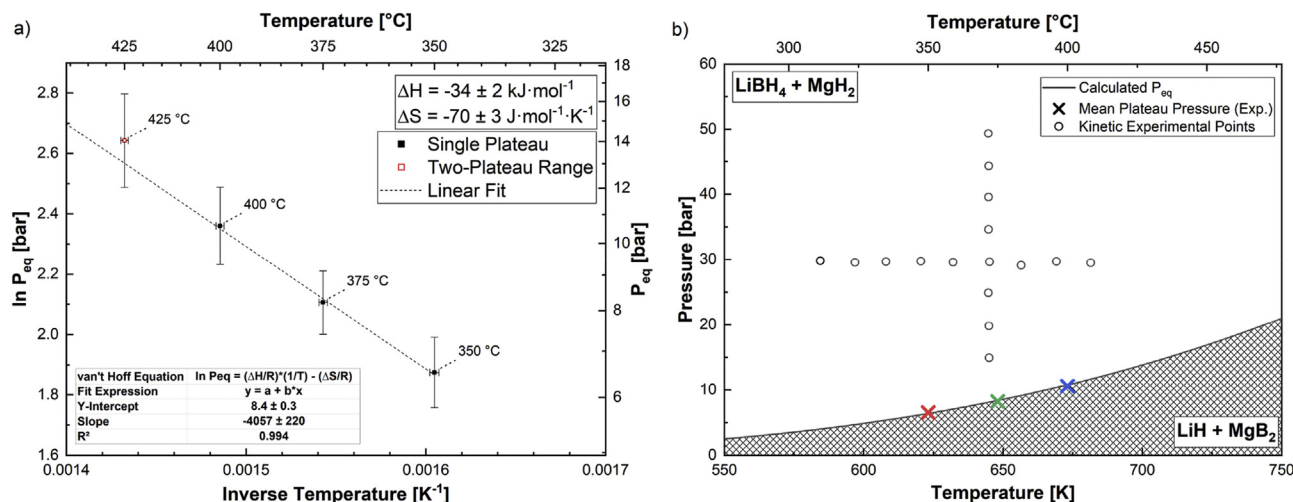 a)
Temperature [°C]
425 400 375 350 325
2.8
2.6
2.4
2.2
2.0
1.8
1.6
ln P_eq [bar]
ΔH = -34 ± 2 kJ·mol⁻¹
ΔS = -70 ± 3 J·mol⁻¹·K⁻¹
Single Plateau
Two-Plateau Range
Linear Fit
425 °C
400 °C
375 °C
350 °C
18
16
14
12
10
8
6
P_eq [bar]
van't Hoff Equation ln Peq = (ΔH/R)*(1/T) - (ΔS/R)
Fit Expression y = a + b*x
Y-Intercept 8.4 ± 0.3
Slope -4057 ± 220
R² 0.994
0.0014 0.0015 0.0016 0.0017
Inverse Temperature [K⁻¹]
b)
Temperature [°C]
300 350 400 450
60
50
40
30
20
10
0
Pressure [bar]
LiBH₄ + MgH₂
Calculated P_eq
Mean Plateau Pressure (Exp.)
Kinetic Experimental Points
LiH + MgB₂
550 600 650 700 750
Temperature [K]